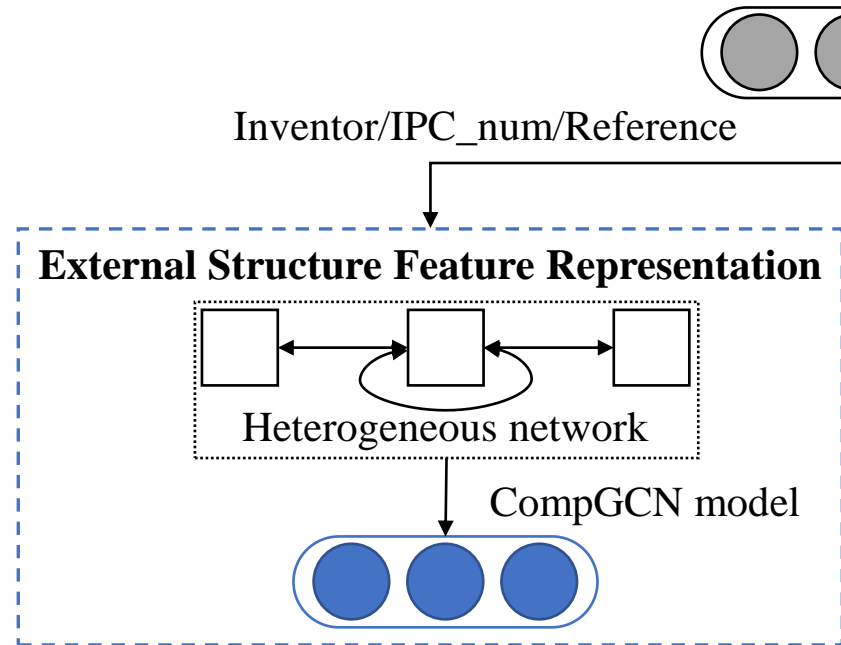 Inventor/IPC_num/Reference
External Structure Feature Representation
Heterogeneous network
CompGCN model